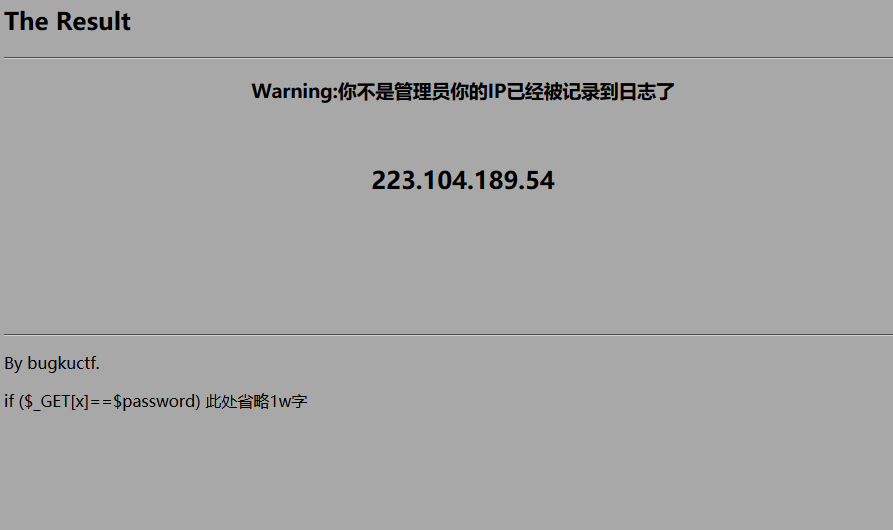 The Result
Warning:你不是管理员你的IP已经被记录到日志了
223.104.189.54
By bugkuctf.
if ($_GET[x]==$password) 此处省略1w字